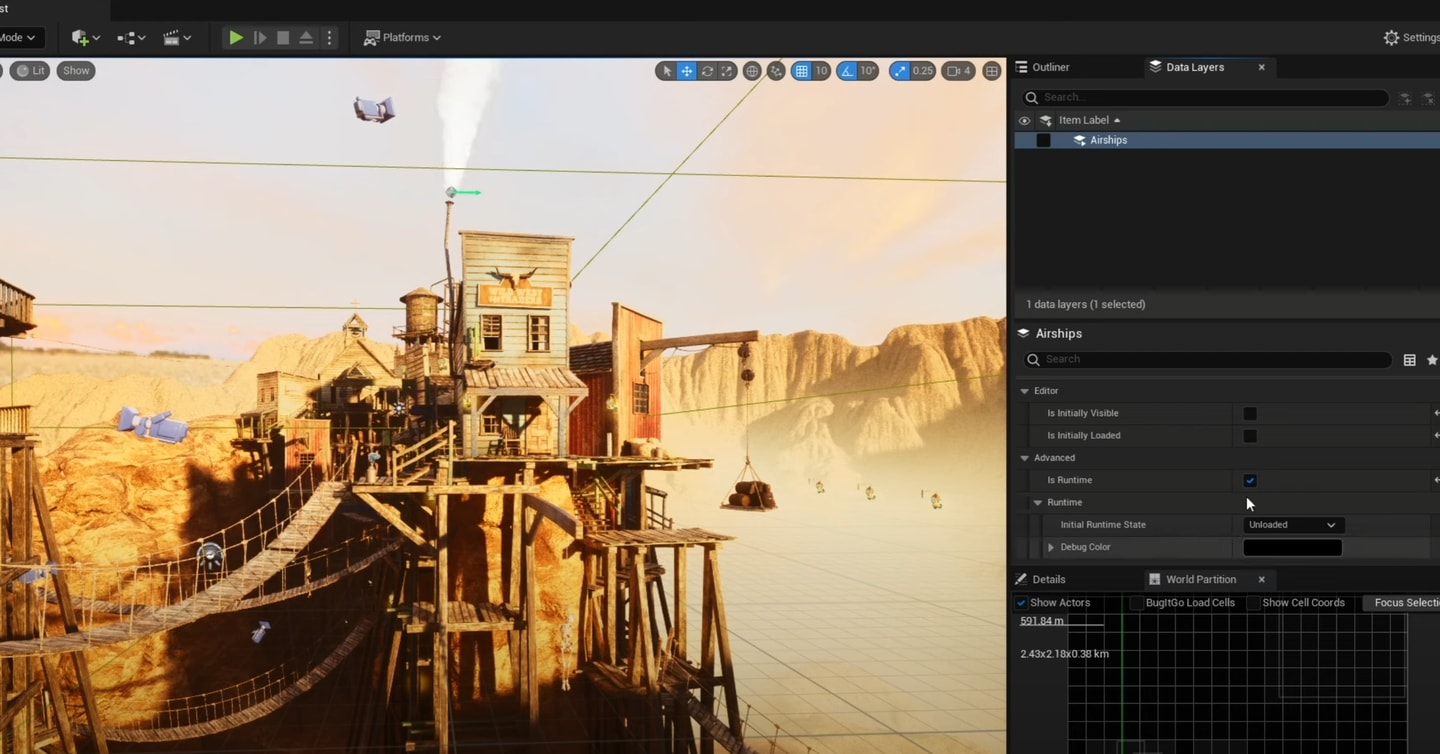 st
Mode
Platforms
Settings
Lit
Show
10
10°
0.25
4
Outliner
Data Layers
Search...
Item Label
Airships
1 data layers (1 selected)
Airships
Search
Editor
Is Initially Visible
Is Initially Loaded
Advanced
Is Runtime
Runtime
Initial Runtime State
Unloaded
Debug Color
Details
World Partition
Show Actors
BugItGo Load Cells
Show Cell Coords
Focus Selecti
591.84 m
2.43x2.18x0.38 km